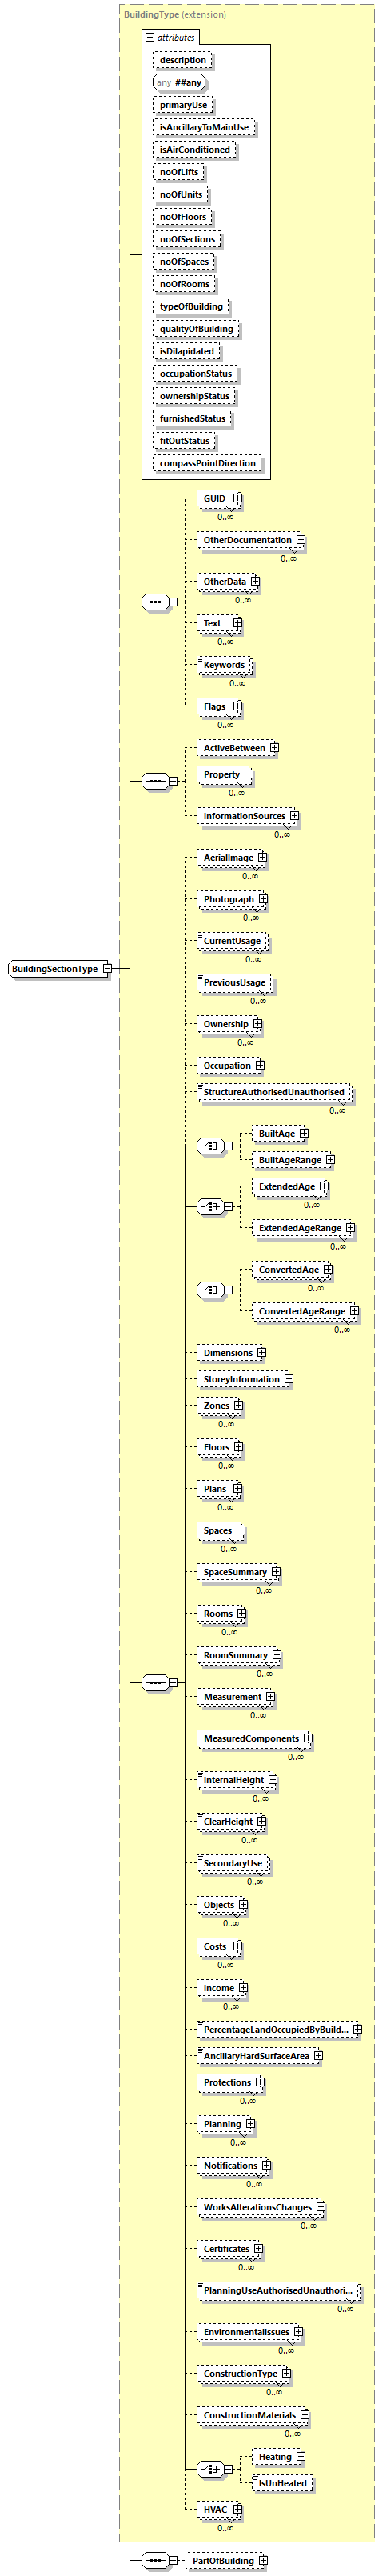 BuildingType (extension)
attributes
description
any ##any
primaryUse
isAncillaryToMainUse
isAirConditioned
noOfLifts
noOfUnits
noOfFloors
noOfSections
noOfSpaces
noOfRooms
typeOfBuilding
qualityOfBuilding
isDilapidated
occupationStatus
ownershipStatus
furnishedStatus
fitOutStatus
compassPointDirection
GUID
0..∞
OtherDocumentation
0..∞
OtherData
0..∞
Text
0..∞
Keywords
0..∞
Flags
0..∞
ActiveBetween
Property
0..∞
InformationSources
0..∞
AerialImage
0..∞
Photograph
0..∞
CurrentUsage
0..∞
BuildingSectionType
PreviousUsage
0..∞
Ownership
0..∞
Occupation
StructureAuthorisedUnauthorised
0..∞
BuiltAge
BuiltAgeRange
ExtendedAge
0..∞
ExtendedAgeRange
0..∞
ConvertedAge
0..∞
ConvertedAgeRange
0..∞
Dimensions
StoreyInformation
Zones
0..∞
Floors
0..∞
Plans
0..∞
Spaces
0..∞
SpaceSummary
0..∞
Rooms
0..∞
RoomSummary
0..∞
Measurement
0..∞
MeasuredComponents
0..∞
InternalHeight
0..∞
ClearHeight
0..∞
SecondaryUse
0..∞
Objects
0..∞
Costs
0..∞
Income
0..∞
PercentageLandOccupiedByBuild...
AncillaryHardSurfaceArea
Protections
0..∞
Planning
0..∞
Notifications
0..∞
WorksAlterationsChanges
0..∞
Certificates
0..∞
PlanningUseAuthorisedUnauthori...
0..∞
EnvironmentalIssues
0..∞
ConstructionType
0..∞
ConstructionMaterials
0..∞
Heating
IsUnHeated
HVAC
0..∞
PartOfBuilding